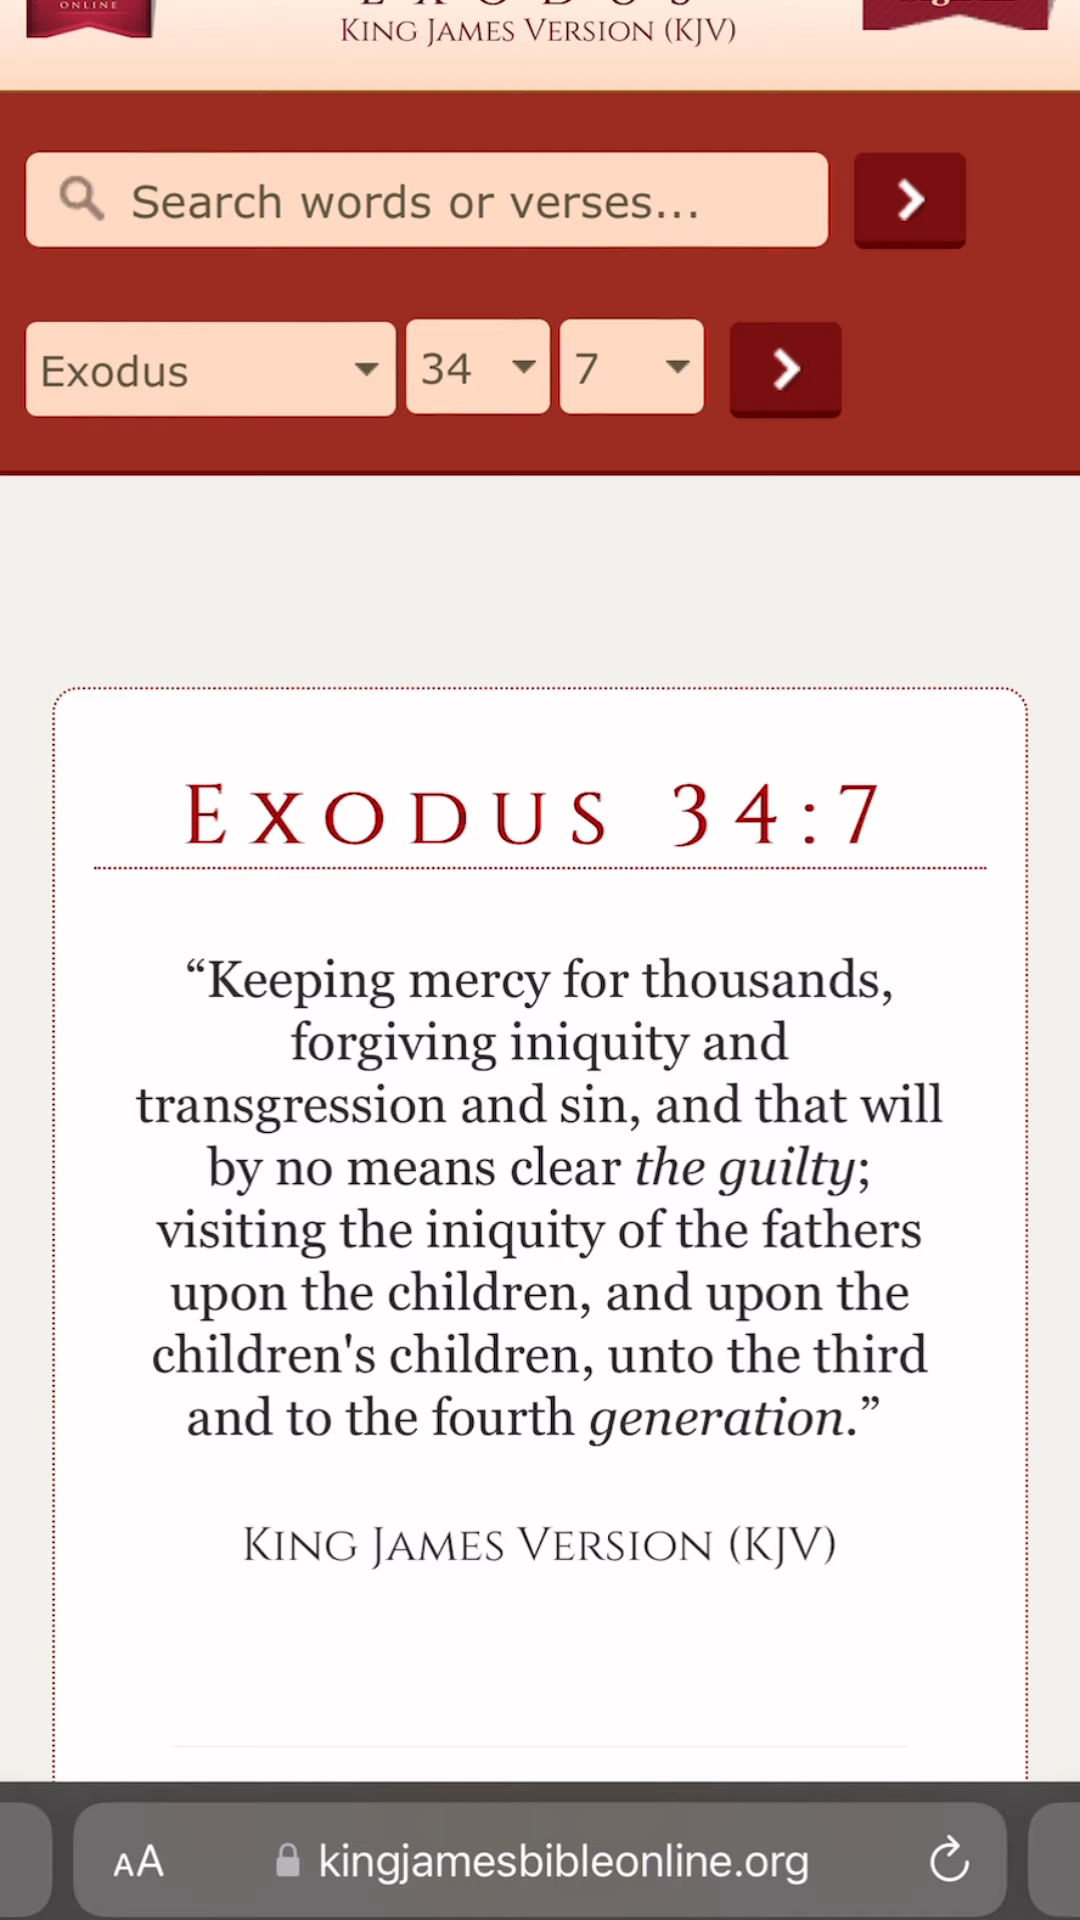 ONLINE
EXODUS
KING JAMES VERSION (KJV)
Search words or verses...
Exodus
34
7
EXODUS 34:7
“Keeping mercy for thousands,
forgiving iniquity and
transgression and sin, and that will
by no means clear the guilty;
visiting the iniquity of the fathers
upon the children, and upon the
children's children, unto the third
and to the fourth generation.”
KING JAMES VERSION (KJV)
AA
kingjamesbibleonline.org